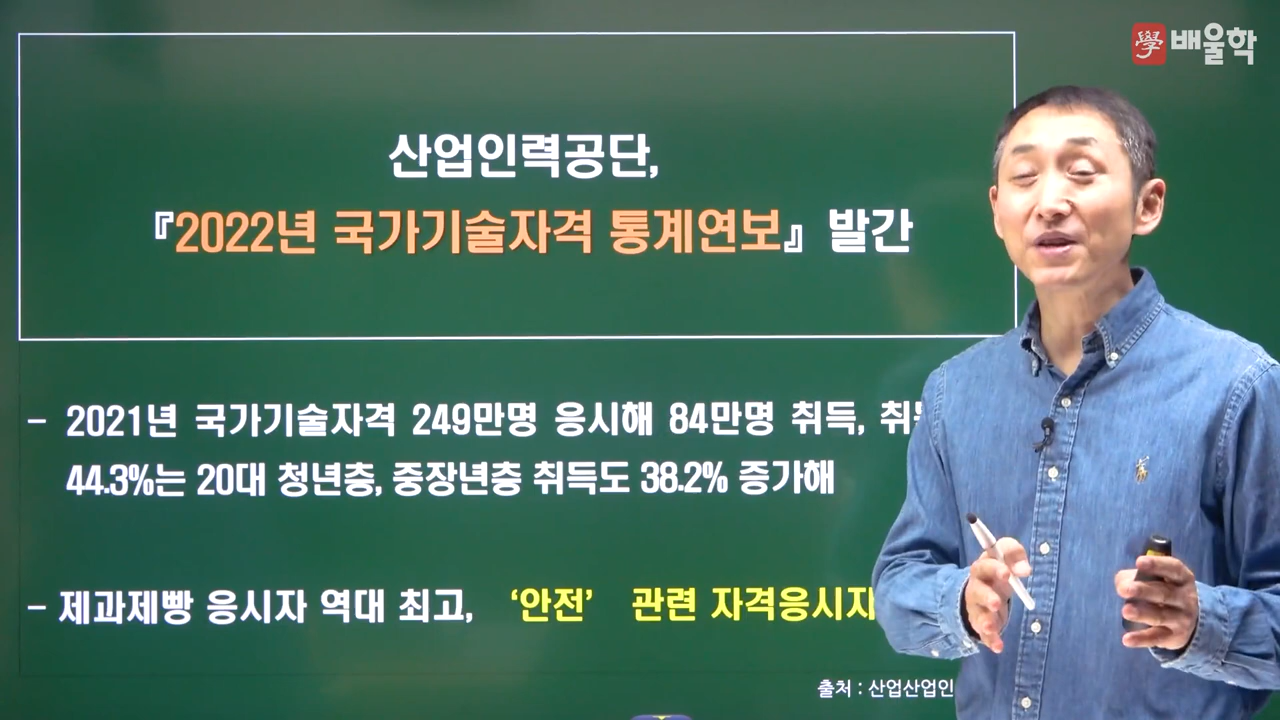 學 배울학
산업인력공단,
『2022년 국가기술자격 통계연보』 발간
- 2021년 국가기술자격 249만명 응시해 84만명 취득,
44.3%는 20대 청년층, 중장년층 취득도 38.2% 증가해
- 제과제빵 응시자 역대 최고, ‘안전’ 관련 자격응시자
출처 : 산업산업인